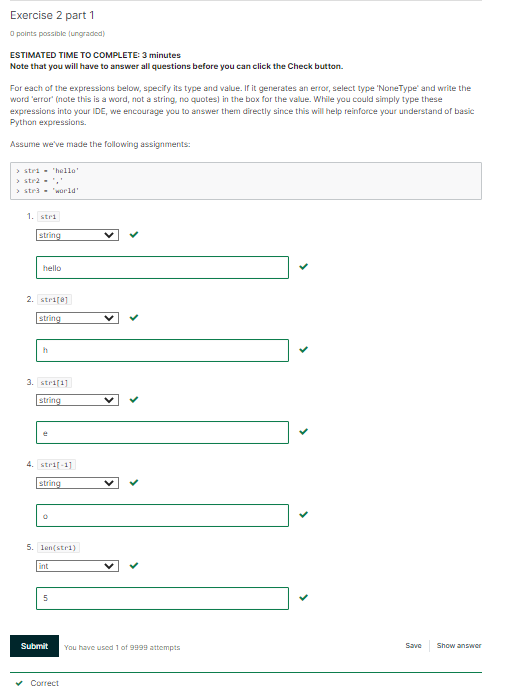 Exercise 2 part 1
0 points possible (ungraded)
ESTIMATED TIME TO COMPLETE: 3 minutes
Note that you will have to answer all questions before you can click the Check button.
For each of the expressions below, specify its type and value. If it generates an error, select type 'NoneType' and write the
word 'error' (note this is a word, not a string, no quotes) in the box for the value. While you could simply type these
expressions into your IDE, we encourage you to answer them directly since this will help reinforce your understand of basic
Python expressions.
Assume we've made the following assignments:
> str1 = 'hello'
> str2 = ','
> str3 = 'world'
1. str1
string
hello
2. str1[0]
string
h
3. str1[1]
string
e
4. str1[-1]
string
o
5. len(str1)
int
5
Submit You have used 1 of 9999 attempts Save Show answer
Correct